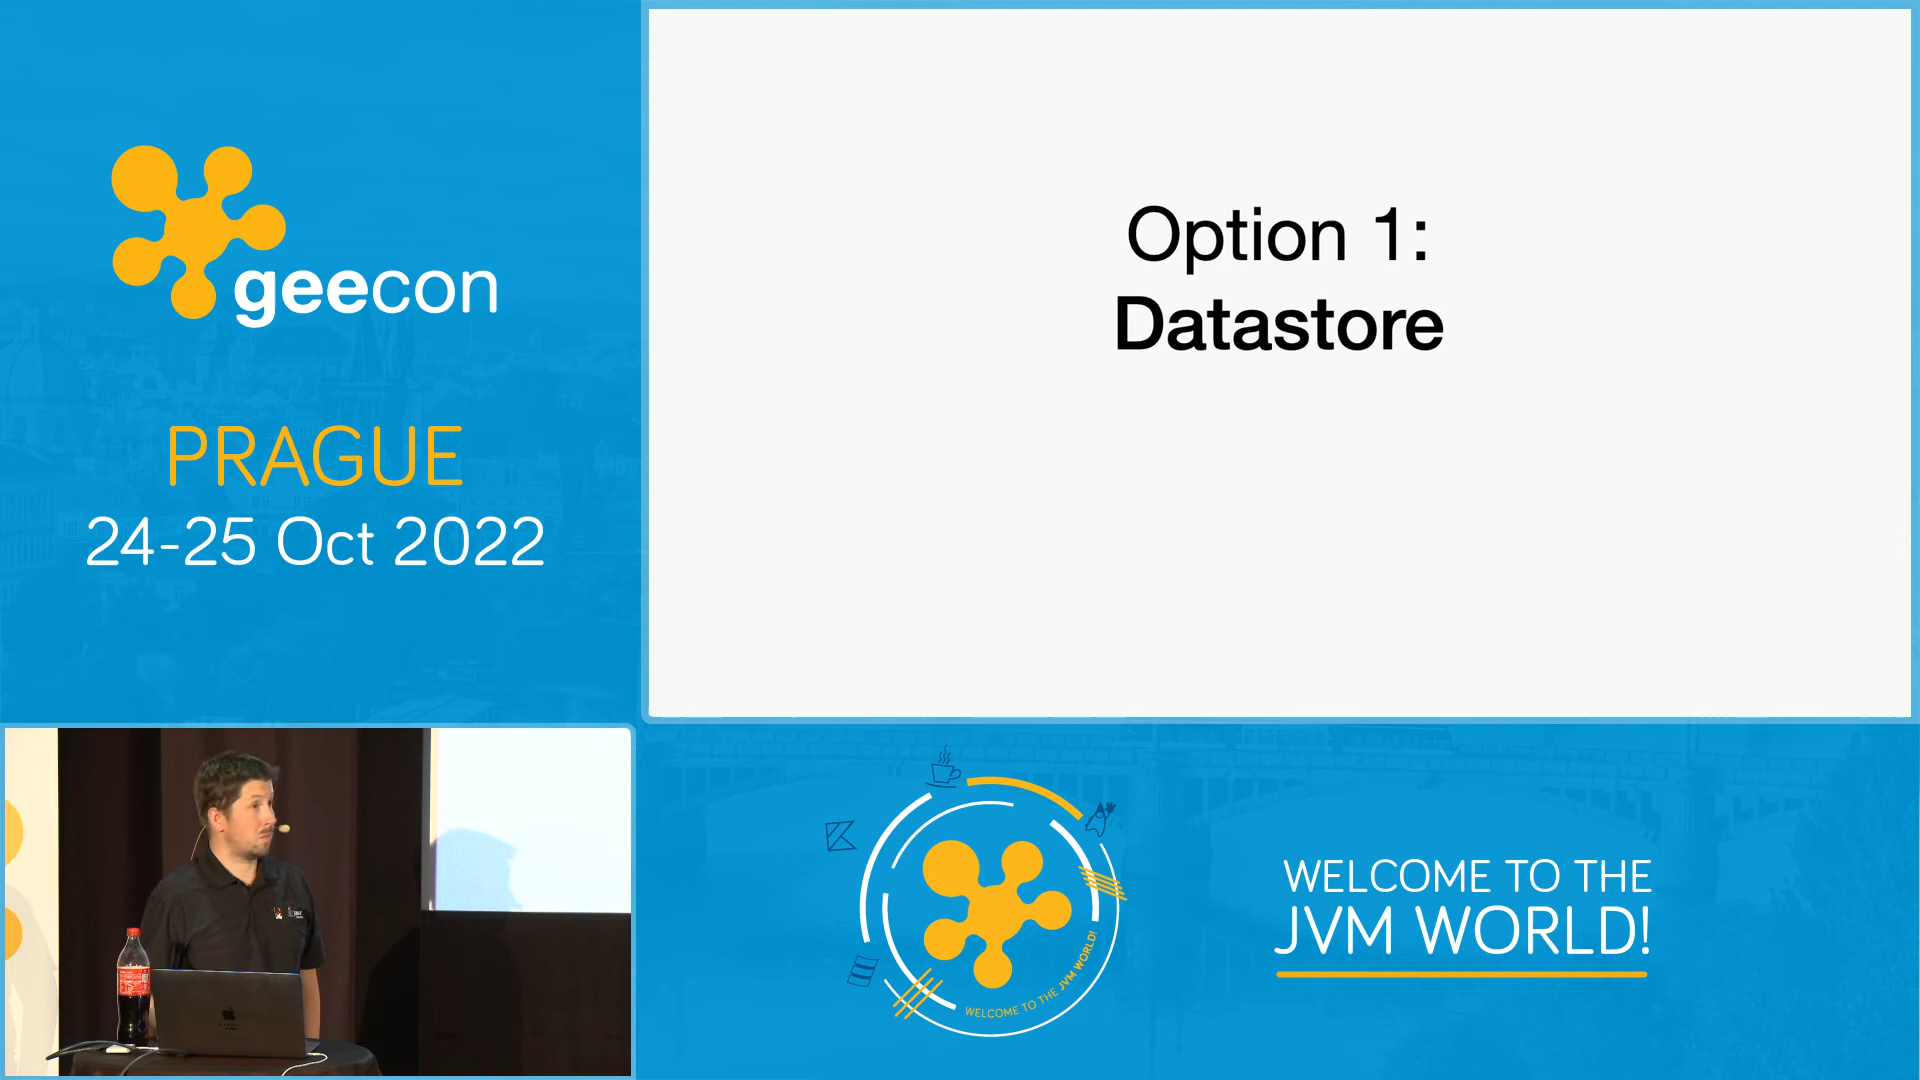 geecon
PRAGUE
24-25 Oct 2022
Option 1:
Datastore
WELCOME TO THE JVM WORLD!
WELCOME TO THE
JVM WORLD!